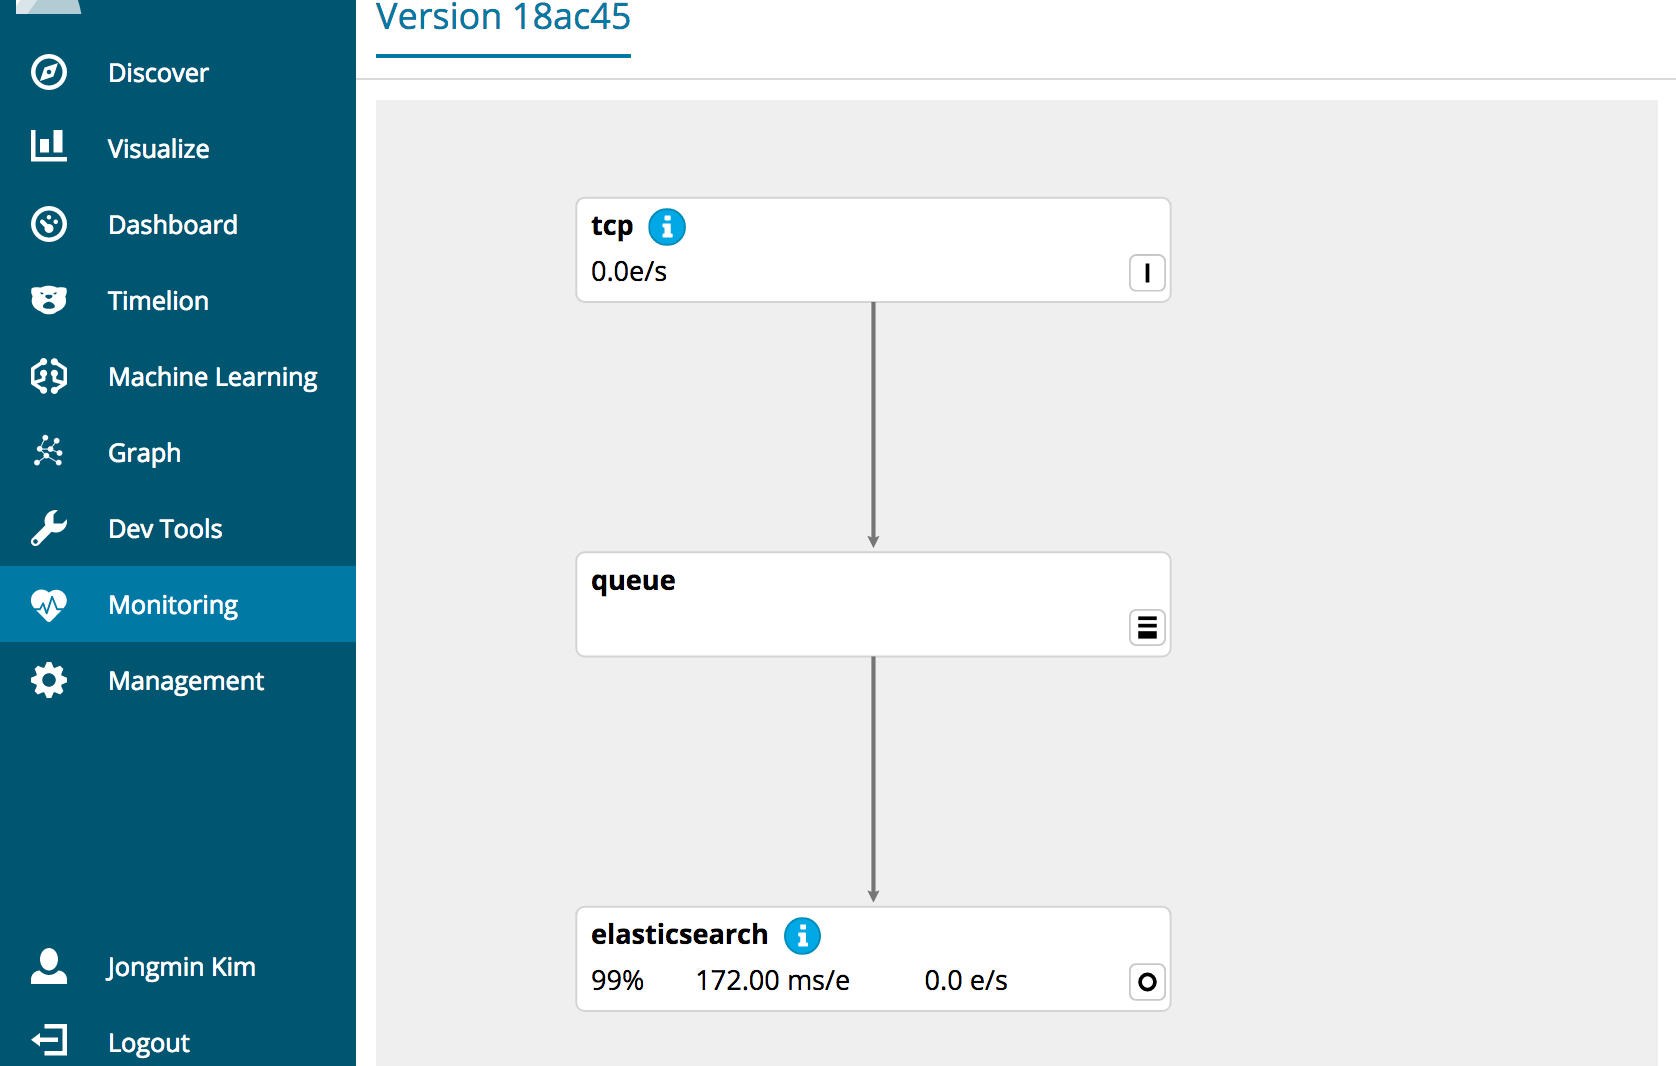 Discover
Visualize
Dashboard
Timelion
Machine Learning
Graph
Dev Tools
Monitoring
Management
Jongmin Kim
Logout
Version 18ac45
tcp i
0.0e/s I
queue
elasticsearch i
99% 172.00 ms/e 0.0 e/s O